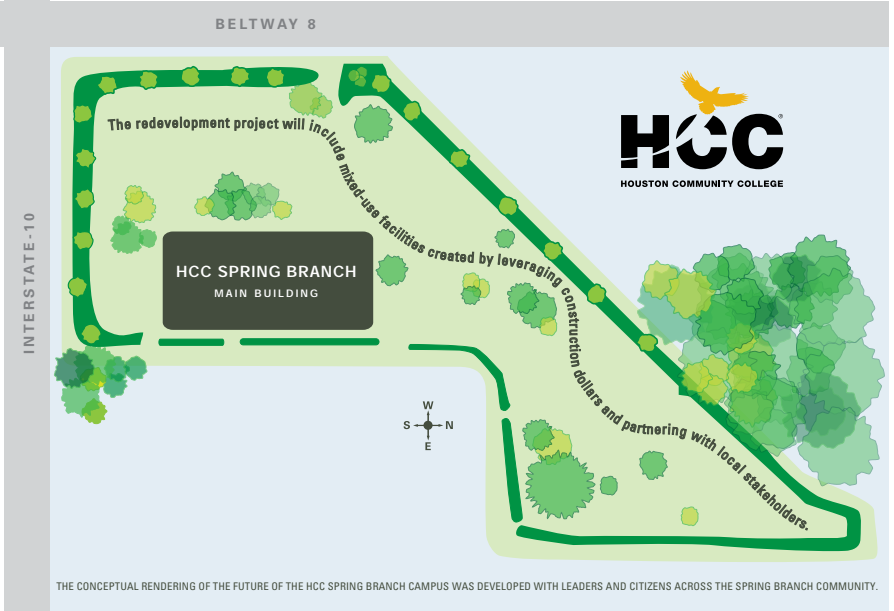 BELTWAY 8
INTERSTATE-10
The redevelopment project will include mixed-use facilities created by leveraging construction dollars and partnering with local stakeholders.
HCC
®
HOUSTON COMMUNITY COLLEGE
HCC SPRING BRANCH
MAIN BUILDING
W
S N
E
THE CONCEPTUAL RENDERING OF THE FUTURE OF THE HCC SPRING BRANCH CAMPUS WAS DEVELOPED WITH LEADERS AND CITIZENS ACROSS THE SPRING BRANCH COMMUNITY.